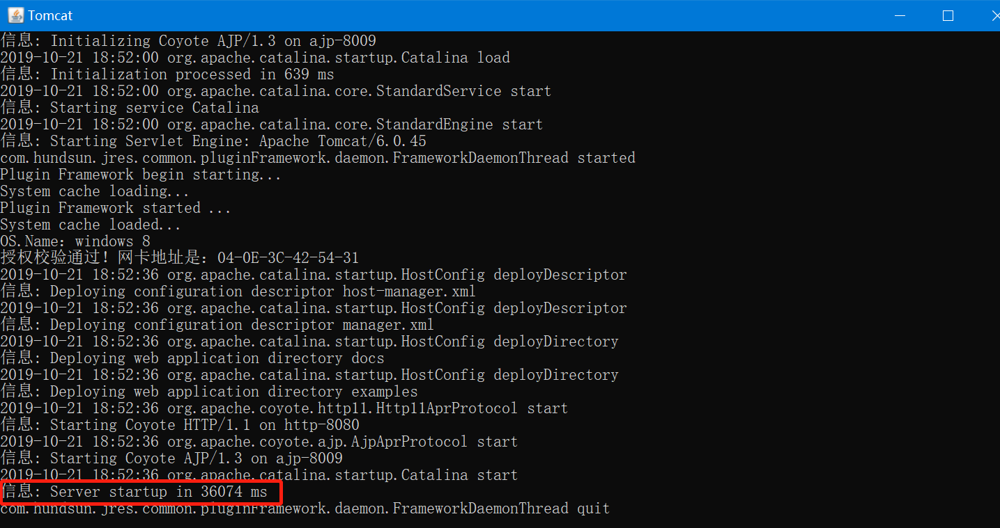 Tomcat
信息: Initializing Coyote AJP/1.3 on ajp-8009
2019-10-21 18:52:00 org.apache.catalina.startup.Catalina load
信息: Initialization processed in 639 ms
2019-10-21 18:52:00 org.apache.catalina.core.StandardService start
信息: Starting service Catalina
2019-10-21 18:52:00 org.apache.catalina.core.StandardEngine start
信息: Starting Servlet Engine: Apache Tomcat/6.0.45
com.hundsun.jres.common.pluginFramework.daemon.FrameworkDaemonThread started
Plugin Framework begin starting...
System cache loading...
Plugin Framework started ...
System cache loaded...
OS.Name：windows 8
授权校验通过！网卡地址是：04-0E-3C-42-54-31
2019-10-21 18:52:36 org.apache.catalina.startup.HostConfig deployDescriptor
信息: Deploying configuration descriptor host-manager.xml
2019-10-21 18:52:36 org.apache.catalina.startup.HostConfig deployDescriptor
信息: Deploying configuration descriptor manager.xml
2019-10-21 18:52:36 org.apache.catalina.startup.HostConfig deployDirectory
信息: Deploying web application directory docs
2019-10-21 18:52:36 org.apache.catalina.startup.HostConfig deployDirectory
信息: Deploying web application directory examples
2019-10-21 18:52:36 org.apache.coyote.http11.Http11AprProtocol start
信息: Starting Coyote HTTP/1.1 on http-8080
2019-10-21 18:52:36 org.apache.coyote.ajp.AjpAprProtocol start
信息: Starting Coyote AJP/1.3 on ajp-8009
2019-10-21 18:52:36 org.apache.catalina.startup.Catalina start
信息: Server startup in 36074 ms
com.hundsun.jres.common.pluginFramework.daemon.FrameworkDaemonThread quit